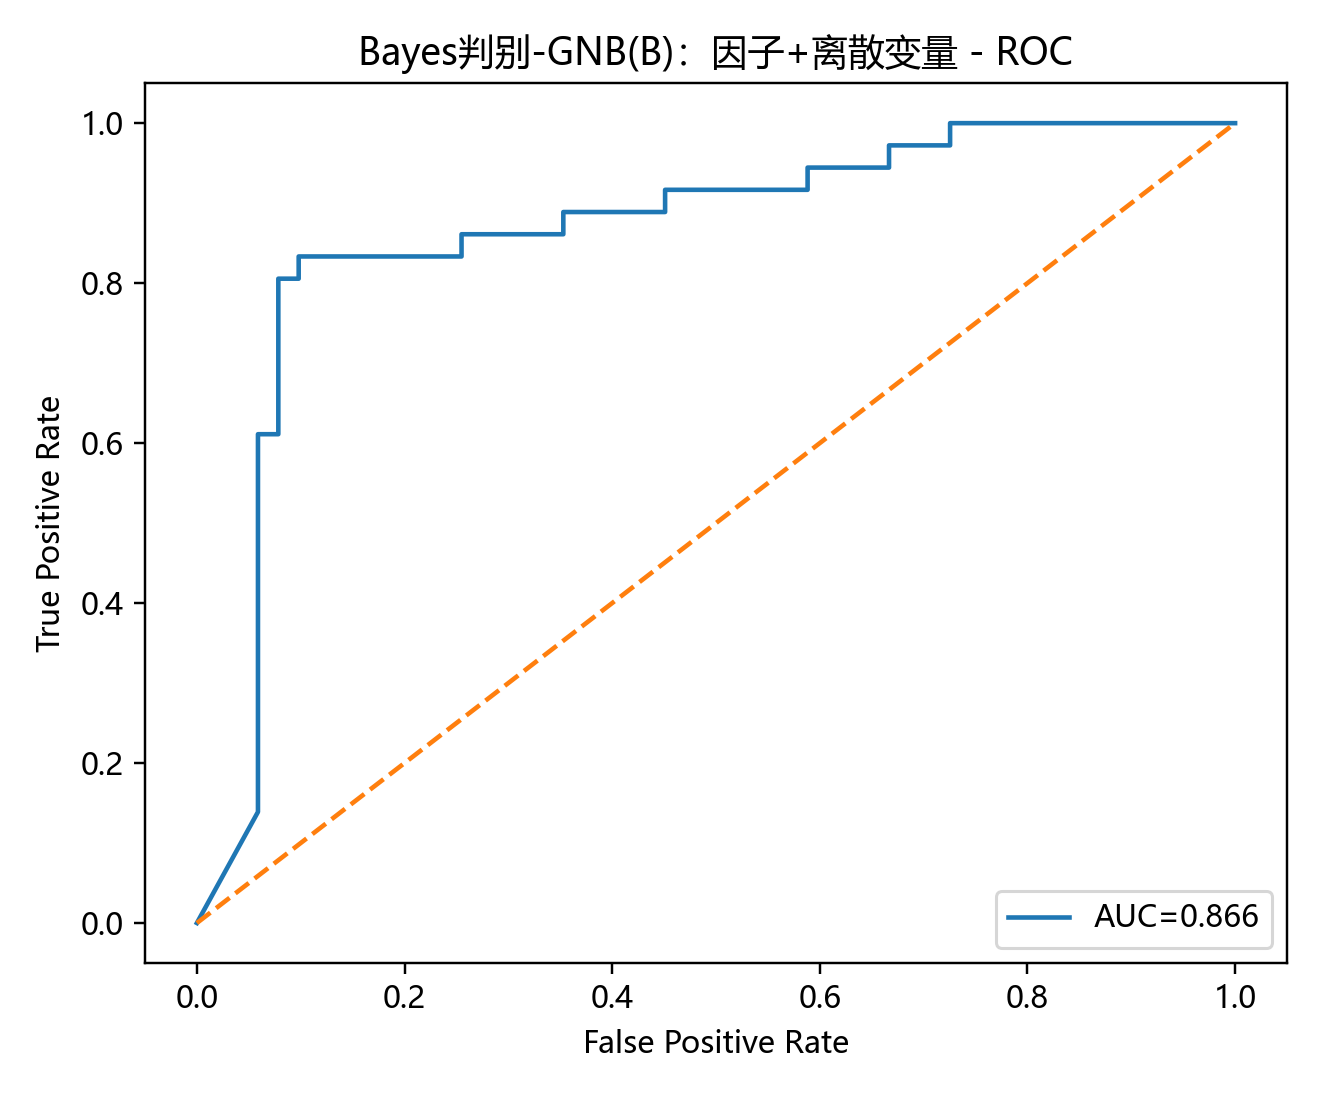 Bayes判别-GNB(B)：因子+离散变量 - ROC
1.0
0.8
0.6
0.4
0.2
0.0
True Positive Rate
AUC=0.866
0.0 0.2 0.4 0.6 0.8 1.0
False Positive Rate